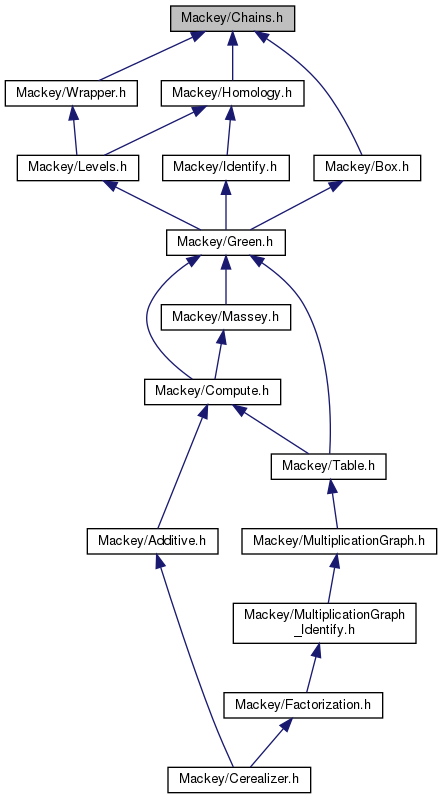 Mackey/Chains.h
Mackey/Wrapper.h
Mackey/Homology.h
Mackey/Levels.h
Mackey/Identify.h
Mackey/Box.h
Mackey/Green.h
Mackey/Massey.h
Mackey/Compute.h
Mackey/Table.h
Mackey/Additive.h
Mackey/MultiplicationGraph.h
Mackey/MultiplicationGraph
_Identify.h
Mackey/Factorization.h
Mackey/Cerealizer.h